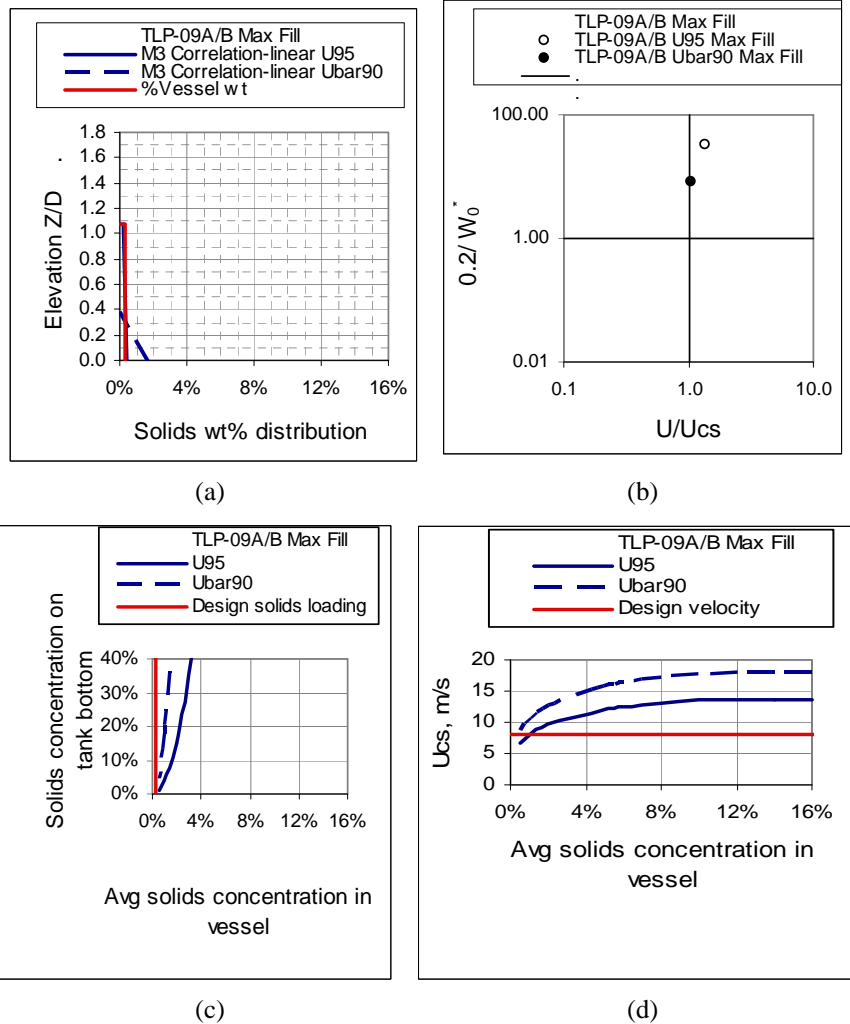 TLP-09A/B Max Fill
M3 Correlation-linear U95
M3 Correlation-linear Ubar90
%Vessel wt
1.8
1.6
1.4
1.2
1.0
0.8
0.6
0.4
0.2
0.0
Elevation Z/D
0% 4% 8% 12% 16%
Solids wt% distribution
(a)
TLP-09A/B Max Fill
TLP-09A/B U95 Max Fill
TLP-09A/B Ubar90 Max Fill
.
.
100.00
1.00
0.01
0.2/ W₀*
0.1 1.0 10.0
U/Ucs
(b)
TLP-09A/B Max Fill
U95
Ubar90
Design solids loading
Solids concentration on
tank bottom
40%
30%
20%
10%
0%
0% 4% 8% 12% 16%
Avg solids concentration in
vessel
(c)
TLP-09A/B Max Fill
U95
Ubar90
Design velocity
Ucs, m/s
20
15
10
5
0
0% 4% 8% 12% 16%
Avg solids concentration in
vessel
(d)